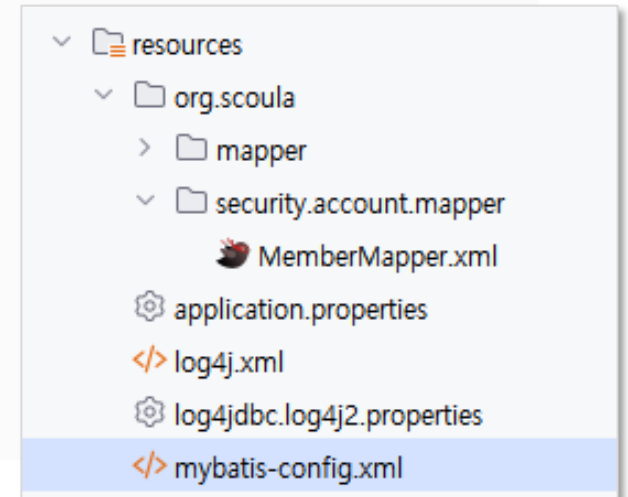 resources
org.scoula
mapper
security.account.mapper
MemberMapper.xml
application.properties
log4j.xml
log4jdbc.log4j2.properties
mybatis-config.xml